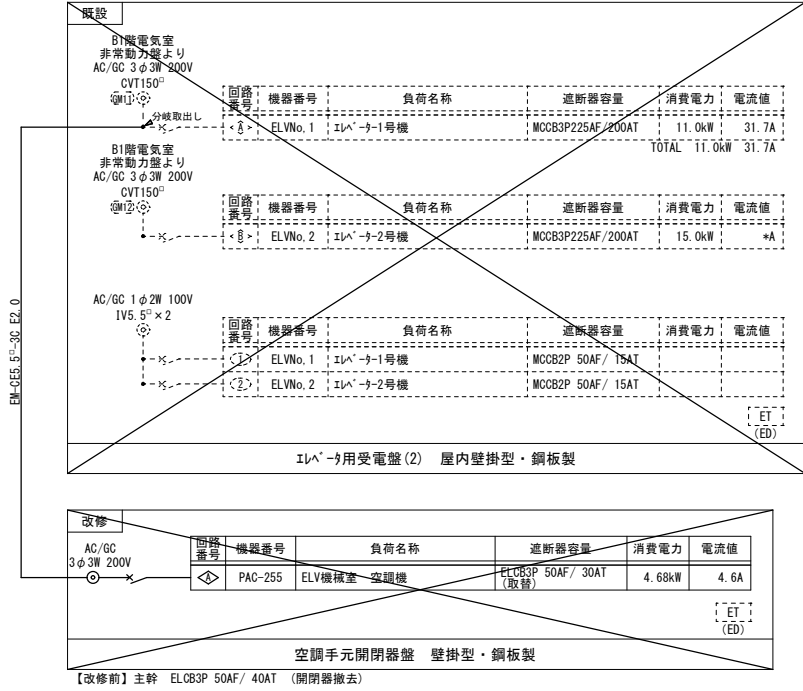 既設
B1階電気室
非常動力盤より
AC/GC 3φ3W 200V
CVT150□
GM11
分岐取出し
回路番号 機器番号 負荷名称 遮断器容量 消費電力 電流値
A ELVNo,1 ｴﾚﾍﾞｰﾀｰ1号機 MCCB3P225AF/200AT 11.0kW 31.7A
TOTAL 11.0kW 31.7A
B1階電気室
非常動力盤より
AC/GC 3φ3W 200V
CVT150□
GM12
回路番号 機器番号 負荷名称 遮断器容量 消費電力 電流値
B ELVNo,2 ｴﾚﾍﾞｰﾀｰ2号機 MCCB3P225AF/200AT 15.0kW *A
AC/GC 1φ2W 100V
IV5.5□×2
回路番号 機器番号 負荷名称 遮断器容量 消費電力 電流値
1 ELVNo,1 ｴﾚﾍﾞｰﾀｰ1号機 MCCB2P 50AF/ 15AT
2 ELVNo,2 ｴﾚﾍﾞｰﾀｰ2号機 MCCB2P 50AF/ 15AT
ET
(ED)
ｴﾚﾍﾞｰﾀ用受電盤(2) 屋内壁掛型・鋼板製
EM-CE5.5□-3C E2.0
改修
AC/GC
3φ3W 200V
回路番号 機器番号 負荷名称 遮断器容量 消費電力 電流値
A PAC-255 ELV機械室 空調機 ELCB3P 50AF/ 30AT (取替) 4.68kW 4.6A
ET
(ED)
空調手元開閉器盤 壁掛型・鋼板製
【改修前】主幹 ELCB3P 50AF/ 40AT (開閉器撤去)